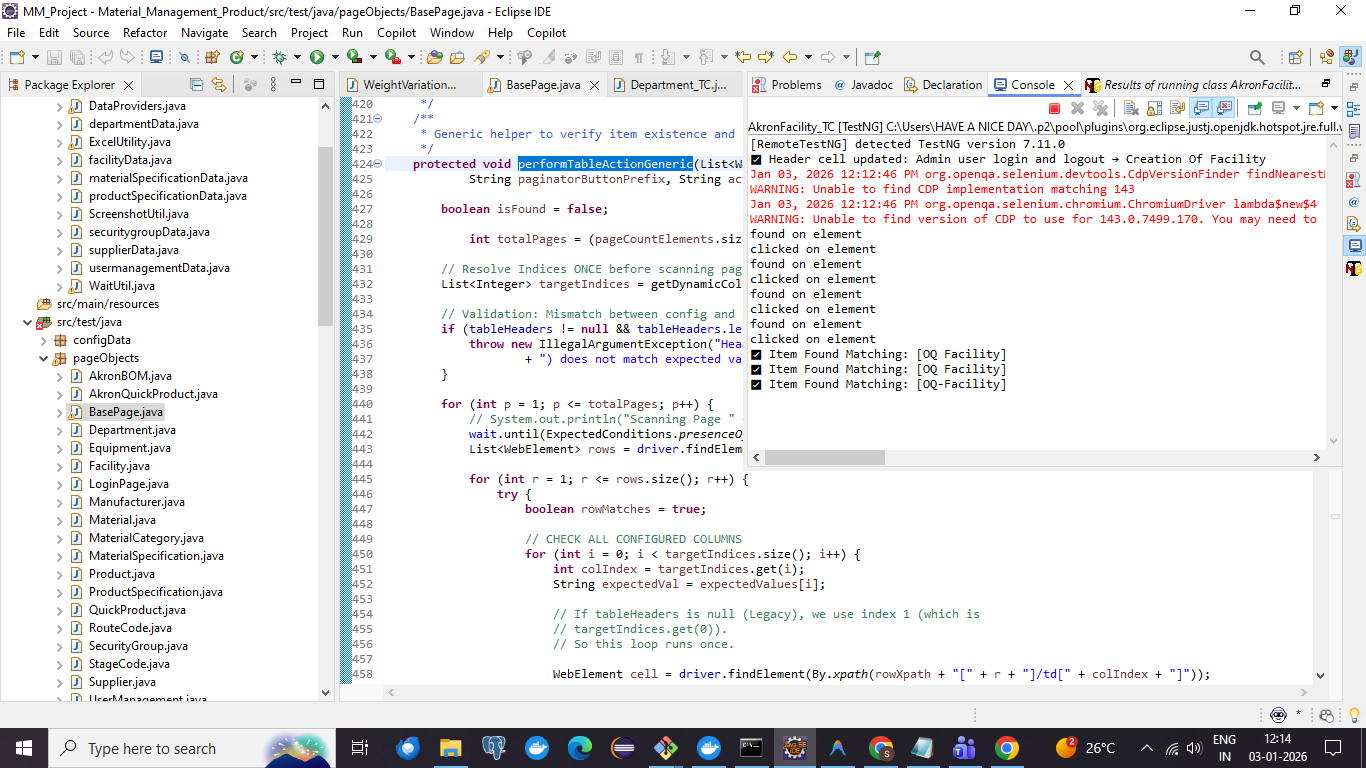 MM_Project - Material_Management_Product/src/test/java/pageObjects/BasePage.java - Eclipse IDE
File Edit Source Refactor Navigate Search Project Run Copilot Window Help Copilot
Package Explorer
DataProviders.java
departmentData.java
ExcelUtility.java
facilityData.java
materialSpecificationData.java
productSpecificationData.java
ScreenshotUtil.java
securitygroupData.java
supplierData.java
usermanagementData.java
WaitUtil.java
src/main/resources
src/test/java
configData
pageObjects
AkronBOM.java
AkronQuickProduct.java
BasePage.java
Department.java
Equipment.java
Facility.java
LoginPage.java
Manufacturer.java
Material.java
MaterialCategory.java
MaterialSpecification.java
Product.java
ProductSpecification.java
QuickProduct.java
RouteCode.java
SecurityGroup.java
StageCode.java
Supplier.java
UserManagement.java
WeightVariation... BasePage.java Department_TC.j...
420 */
421 /**
422 * Generic helper to verify item existence and
423 */
424 protected void performTableActionGeneric(List<W
425 String paginatorButtonPrefix, String ac
426
427 boolean isFound = false;
428
429 int totalPages = (pageCountElements.siz
430
431 // Resolve Indices ONCE before scanning pag
432 List<Integer> targetIndices = getDynamicCol
433
434 // Validation: Mismatch between config and
435 if (tableHeaders != null && tableHeaders.le
436 throw new IllegalArgumentException("Hea
437 + ") does not match expected va
438 }
439
440 for (int p = 1; p <= totalPages; p++) {
441 // System.out.println("Scanning Page "
442 wait.until(ExpectedConditions.presenceO
443 List<WebElement> rows = driver.findElem
444
445 for (int r = 1; r <= rows.size(); r++) {
446 try {
447 boolean rowMatches = true;
448
449 // CHECK ALL CONFIGURED COLUMNS
450 for (int i = 0; i < targetIndices.size(); i++) {
451 int colIndex = targetIndices.get(i);
452 String expectedVal = expectedValues[i];
453
454 // If tableHeaders is null (Legacy), we use index 1 (which is
455 // targetIndices.get(0)).
456 // So this loop runs once.
457
458 WebElement cell = driver.findElement(By.xpath(rowXpath + "[" + r + "]/td[" + colIndex + "]"));
Problems Javadoc Declaration Console Results of running class AkronFacilit...
AkronFacility_TC [TestNG] C:\Users\HAVE A NICE DAY\.p2\pool\plugins\org.eclipse.justj.openjdk.hotspot.jre.full.w
[RemoteTestNG] detected TestNG version 7.11.0
Header cell updated: Admin user login and logout → Creation Of Facility
Jan 03, 2026 12:12:46 PM org.openqa.selenium.devtools.CdpVersionFinder findNearest
WARNING: Unable to find CDP implementation matching 143
Jan 03, 2026 12:12:46 PM org.openqa.selenium.chromium.ChromiumDriver lambda$new$4
WARNING: Unable to find version of CDP to use for 143.0.7499.170. You may need to
found on element
clicked on element
found on element
clicked on element
found on element
clicked on element
found on element
clicked on element
Item Found Matching: [OQ Facility]
Item Found Matching: [OQ Facility]
Item Found Matching: [OQ-Facility]
Type here to search
26°C
ENG
IN
12:14
03-01-2026